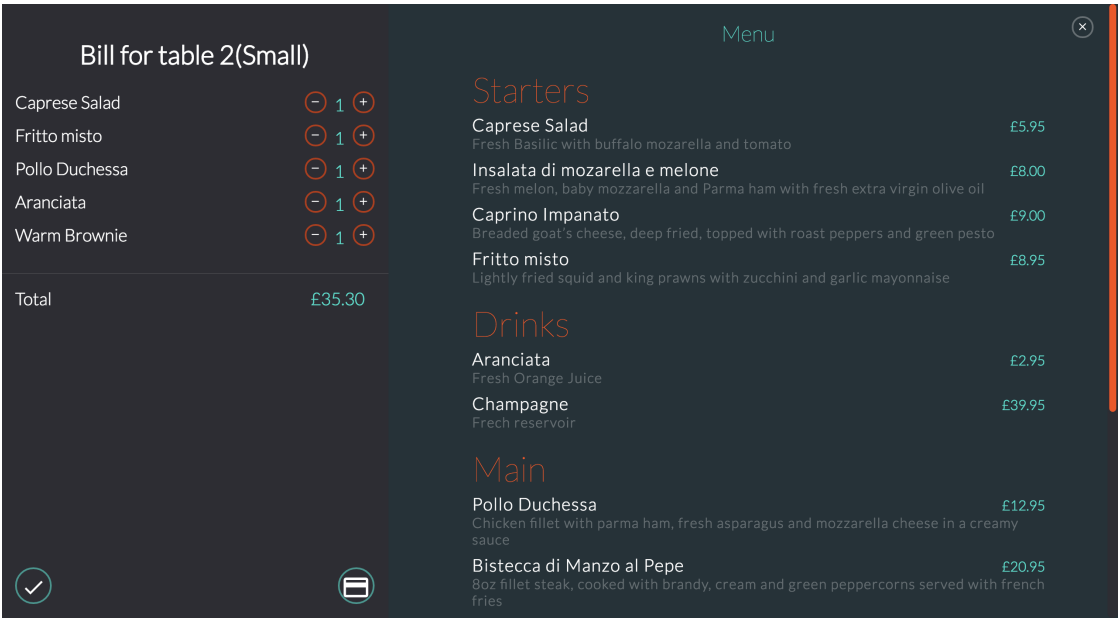 Bill for table 2(Small)
Caprese Salad - 1 +
Fritto misto - 1 +
Pollo Duchessa - 1 +
Aranciata - 1 +
Warm Brownie - 1 +
Total £35.30
Menu
Starters
Caprese Salad £5.95
Fresh Basilic with buffalo mozarella and tomato
Insalata di mozarella e melone £8.00
Fresh melon, baby mozzarella and Parma ham with fresh extra virgin olive oil
Caprino Impanato £9.00
Breaded goat's cheese, deep fried, topped with roast peppers and green pesto
Fritto misto £8.95
Lightly fried squid and king prawns with zucchini and garlic mayonnaise
Drinks
Aranciata £2.95
Fresh Orange Juice
Champagne £39.95
Frech reservoir
Main
Pollo Duchessa £12.95
Chicken fillet with parma ham, fresh asparagus and mozzarella cheese in a creamy
sauce
Bistecca di Manzo al Pepe £20.95
8oz fillet steak, cooked with brandy, cream and green peppercorns served with french
fries